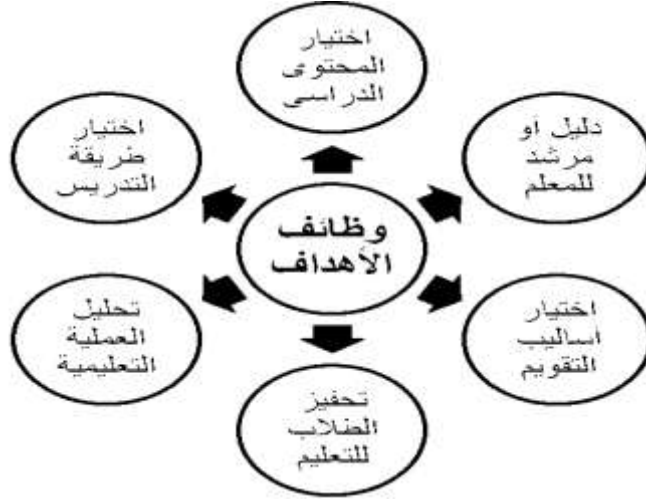 اختيار
المحتوى
الدراسى
دليل أو
مرشد
للمعلم
اختيار
طريقة
التدريس
وظائف
الأهداف
اختيار
أساليب
التقويم
تحليل
العملية
التعليمية
تحفيز
الطلاب
للتعليم